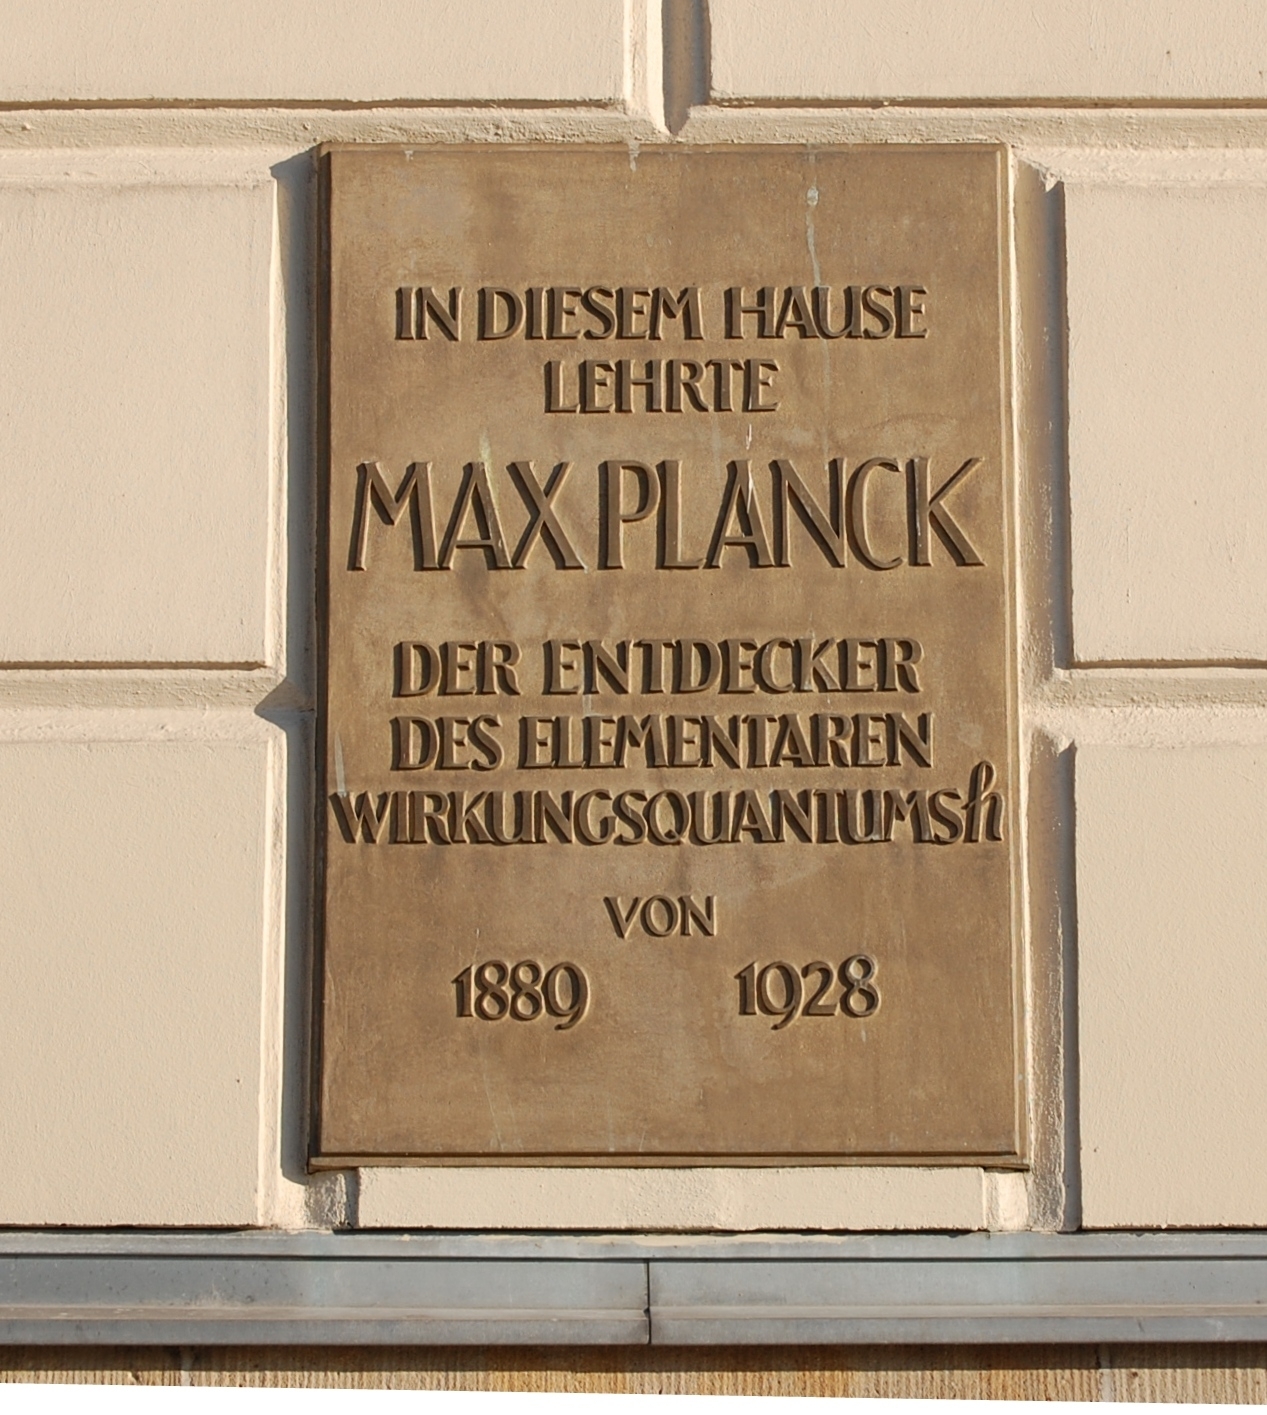 IN DIESEM HAUSE
LEHRTE
MAX PLANCK
DER ENTDECKER
DES ELEMENTAREN
WIRKUNGSQUANTUMS h
VON
1889 1928